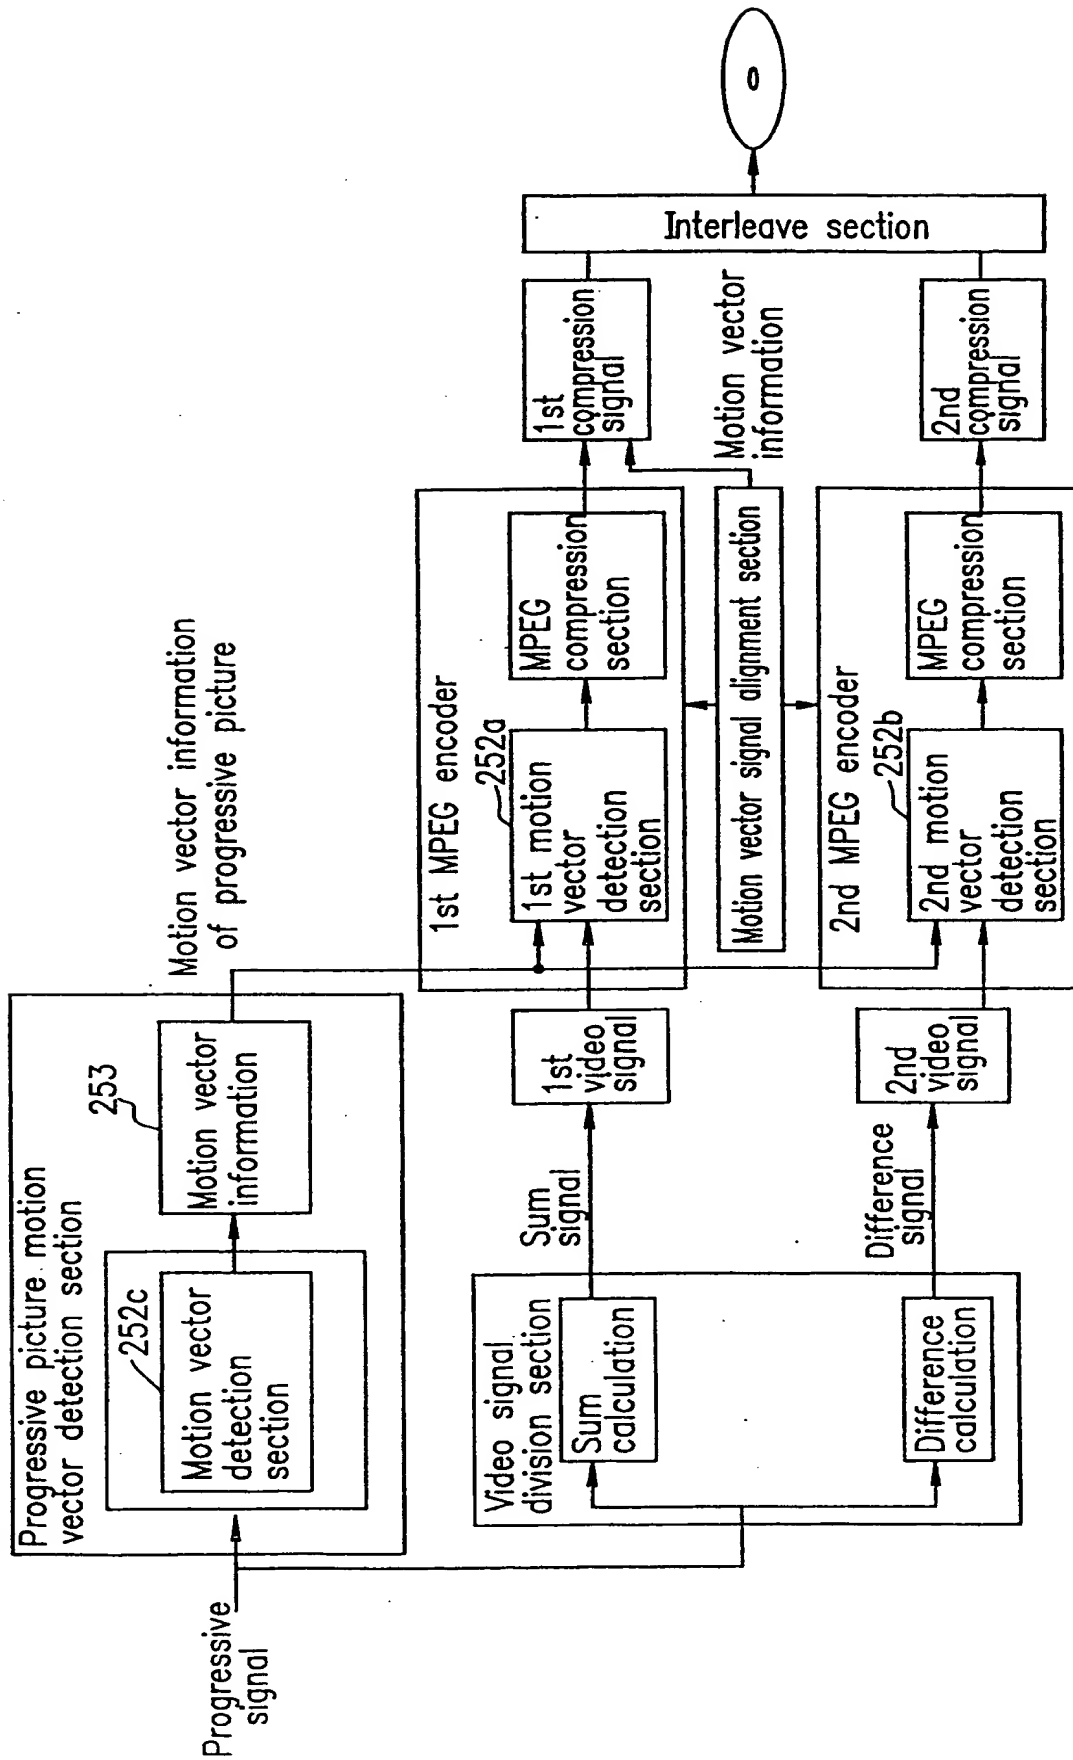 Progressive
signal
Progressive picture motion
vector detection section
252c
Motion vector
detection
section
253
Motion vector
information
Motion vector information
of progressive picture
Video signal
division section
Sum
calculation
Difference
calculation
Sum
signal
Difference
signal
1st
video
signal
2nd
video
signal
1st MPEG encoder
252a
1st motion
vector
detection
section
MPEG
compression
section
Motion vector signal alignment section
2nd MPEG encoder
252b
2nd motion
vector
detection
section
MPEG
compression
section
Motion vector
information
1st
compression
signal
2nd
compression
signal
Interleave section